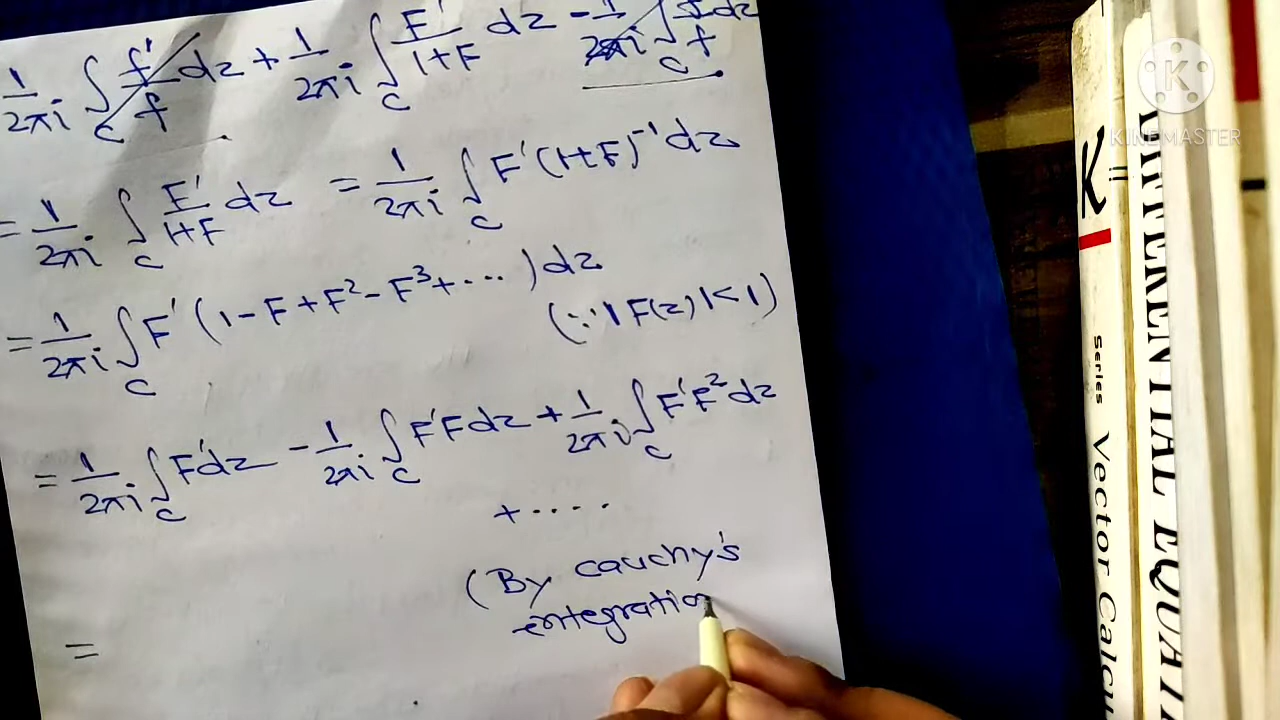 1/2πi ∫_C f'/f dz + 1/2πi ∫_C F'/1+F dz - 1/2πi ∫_C f'/f dz
= 1/2πi ∫_C F'/1+F dz = 1/2πi ∫_C F'(1+F)⁻¹ dz
= 1/2πi ∫_C F'(1-F+F²-F³+....) dz
(∵ |F(z)|<1)
= 1/2πi ∫_C F'dz - 1/2πi ∫_C F'F dz + 1/2πi ∫_C F'F² dz
+ ....
(By cauchy's
integratio
=
K
KINEMASTER
K
Series
Vector Calcu